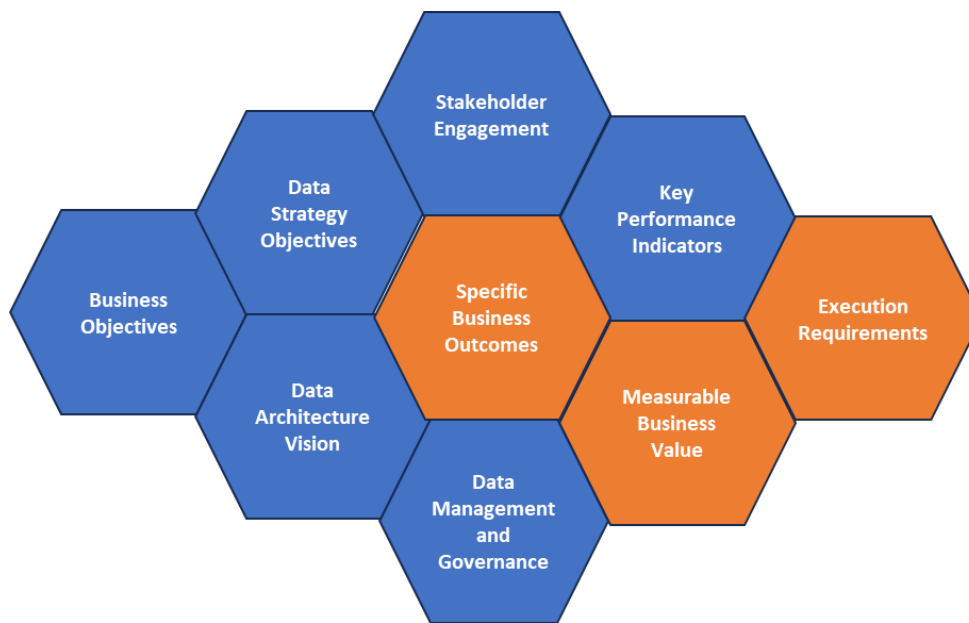 Stakeholder
Engagement
Data
Strategy
Objectives
Key
Performance
Indicators
Business
Objectives
Specific
Business
Outcomes
Execution
Requirements
Data
Architecture
Vision
Measurable
Business
Value
Data
Management
and
Governance